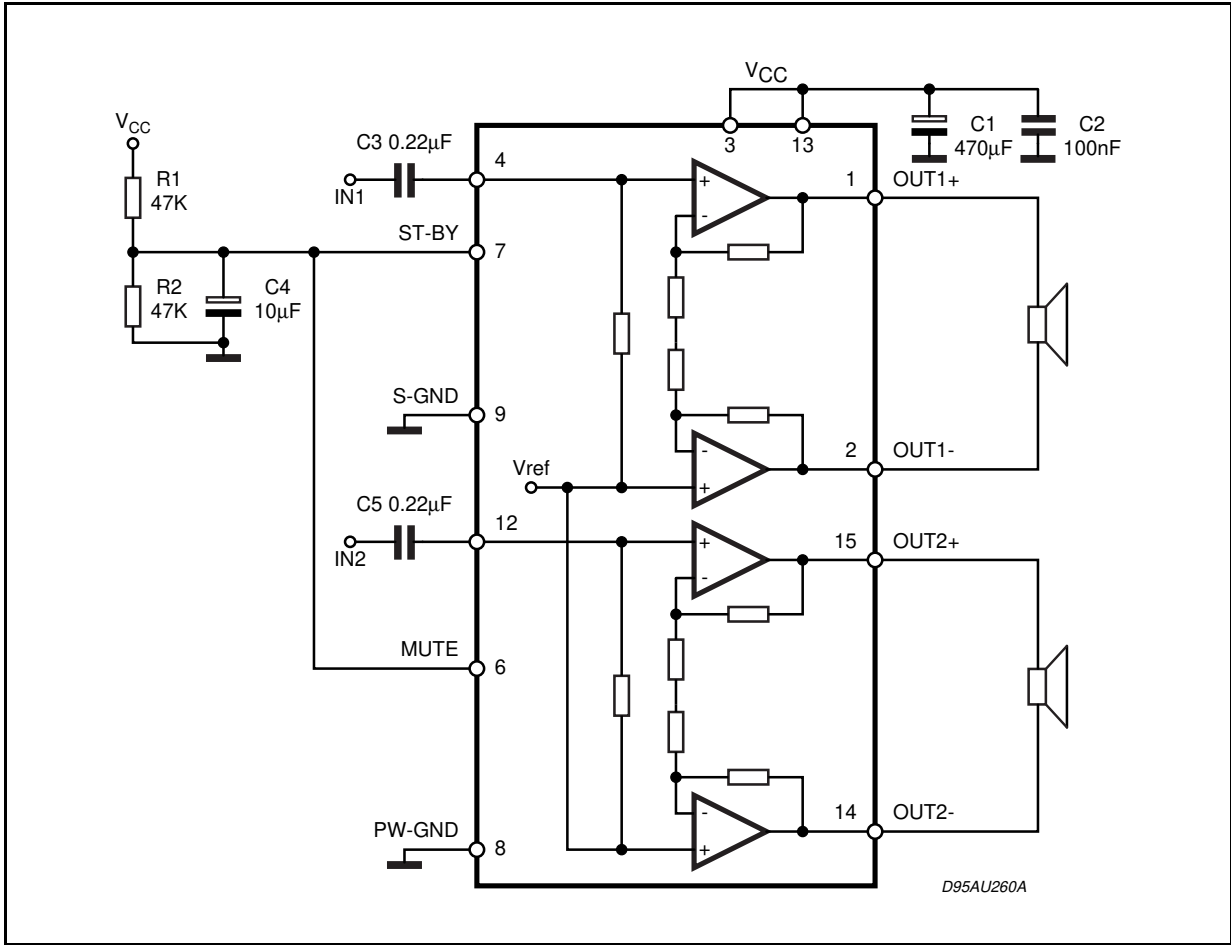 VCC
3
13
C1
470μF
C2
100nF
VCC
R1
47K
R2
47K
C4
10μF
C3 0.22μF
IN1
4
ST-BY
7
S-GND
9
Vref
C5 0.22μF
IN2
12
MUTE
6
PW-GND
8
+
-
1
OUT1+
-
+
2
OUT1-
+
-
15
OUT2+
-
+
14
OUT2-
D95AU260A